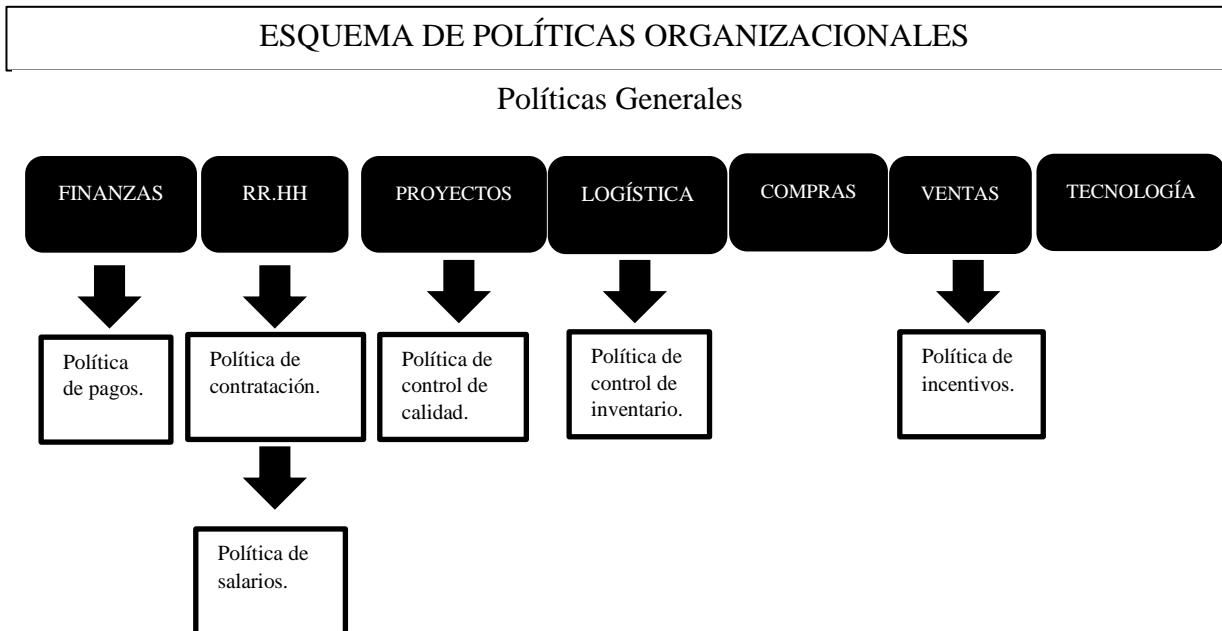 ESQUEMA DE POLÍTICAS ORGANIZACIONALES
Políticas Generales
FINANZAS
RR.HH
PROYECTOS
LOGÍSTICA
COMPRAS
VENTAS
TECNOLOGÍA
Política
de pagos.
Política de
contratación.
Política de
control de
calidad.
Política de
control de
inventario.
Política de
incentivos.
Política de
salarios.